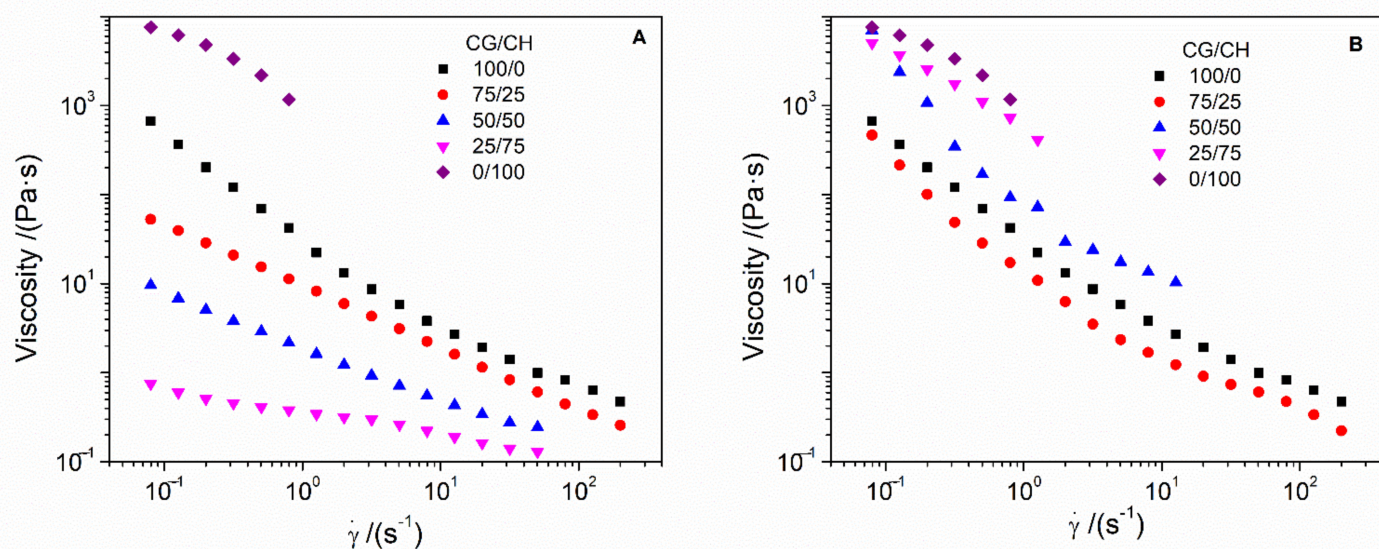 A
CG/CH
100/0
75/25
50/50
25/75
0/100
Viscosity /(Pa·s)
10³
10¹
10⁻¹
10⁻¹ 10⁰ 10¹ 10²
γ̇ /(s⁻¹)
B
CG/CH
100/0
75/25
50/50
25/75
0/100
Viscosity /(Pa·s)
10³
10¹
10⁻¹
10⁻¹ 10⁰ 10¹ 10²
γ̇ /(s⁻¹)